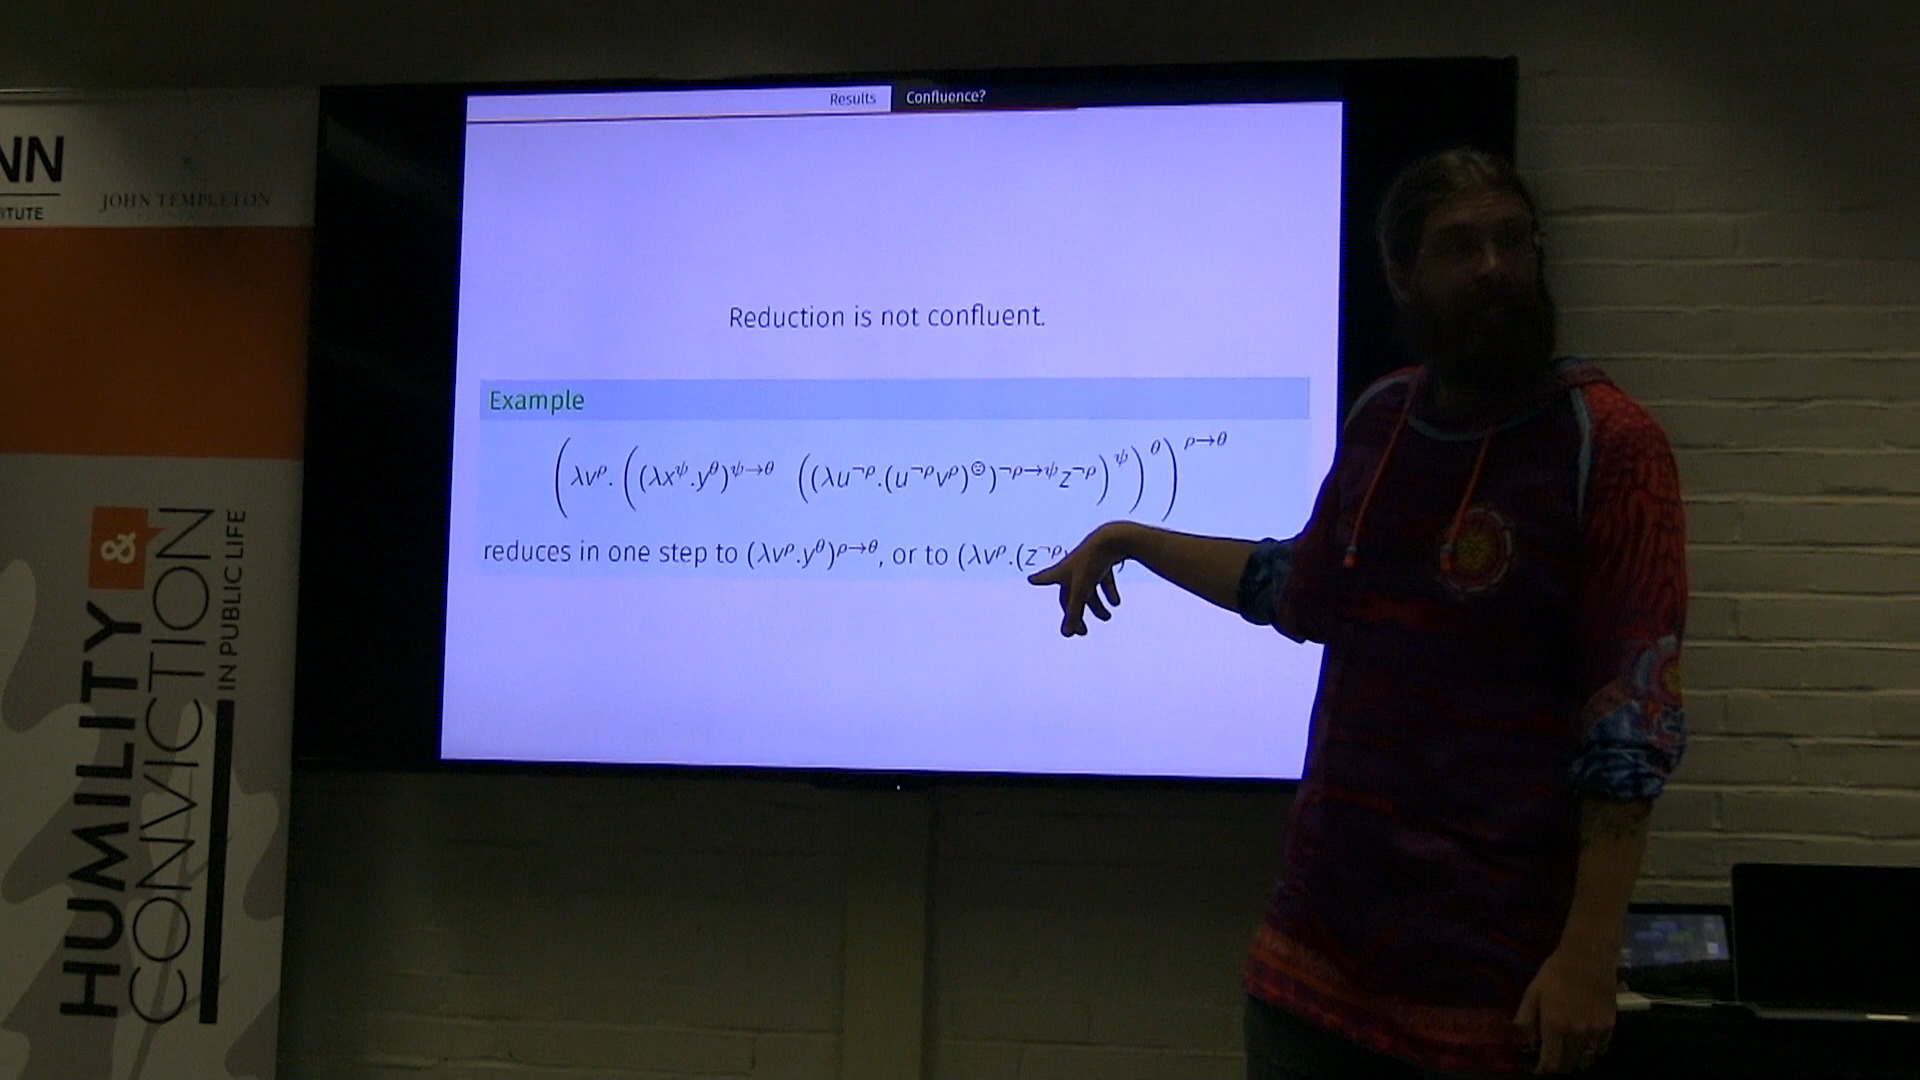 NN
ITUTE
JOHN TEMPLETON
HUMILITY &
CONVICTION
IN PUBLIC LIFE
Results Confluence?
Reduction is not confluent.
Example
(λv^ρ. ((λx^ψ.y^θ)^ψ→θ ((λu^¬ρ.(u^¬ρv^ρ)^☹)^¬ρ→ψ z^¬ρ)^ψ)^θ)^ρ→θ
reduces in one step to (λv^ρ.y^θ)^ρ→θ, or to (λv^ρ.(z^¬ρ